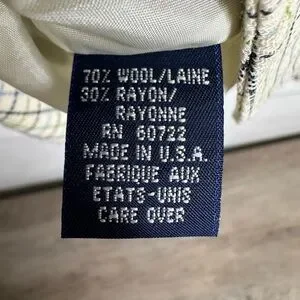 70% WOOL/LAINE
30% RAYON/
RAYONNE
RN 60722
MADE IN U.S.A.
FABRIQUE AUX
ETATS-UNIS
CARE OVER